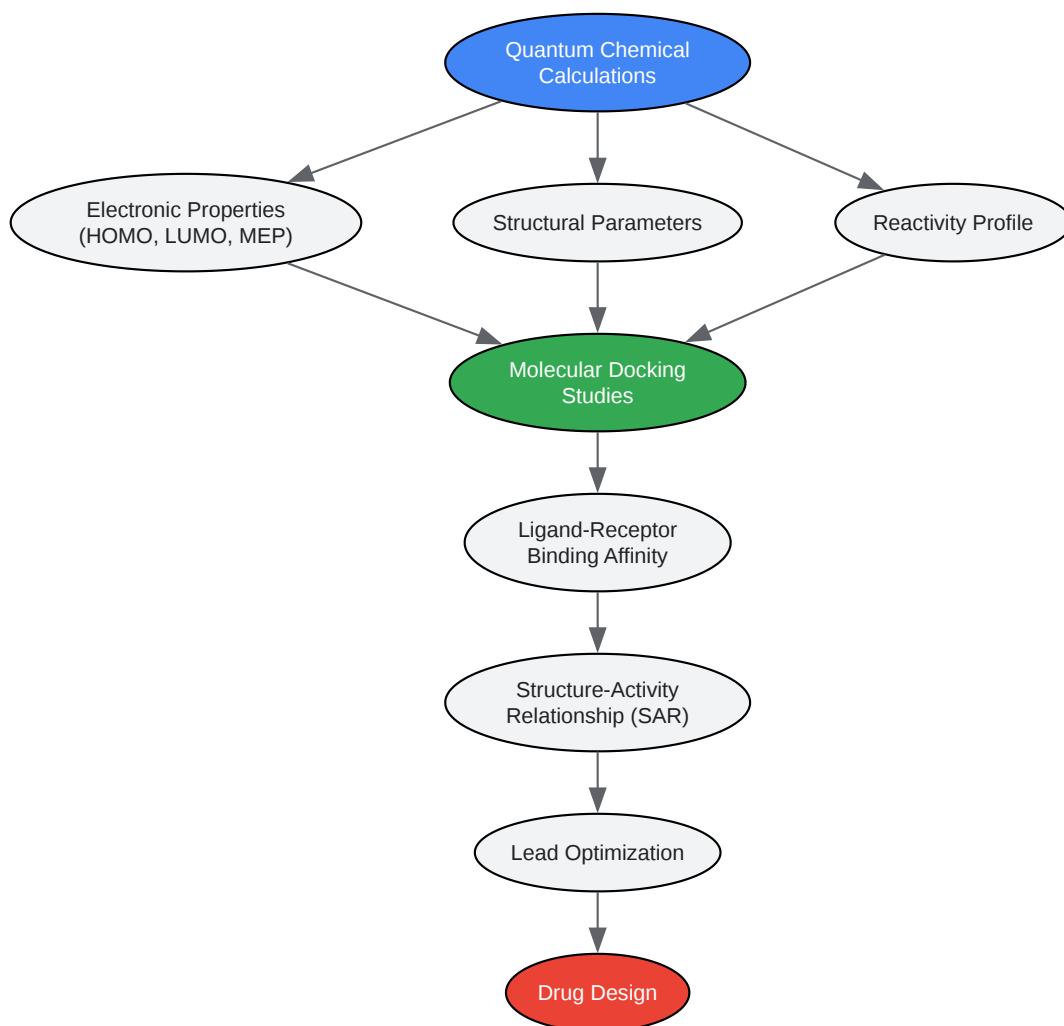 Quantum Chemical
Calculations
Electronic Properties
(HOMO, LUMO, MEP)
Structural Parameters
Reactivity Profile
Molecular Docking
Studies
Ligand-Receptor
Binding Affinity
Structure-Activity
Relationship (SAR)
Lead Optimization
Drug Design